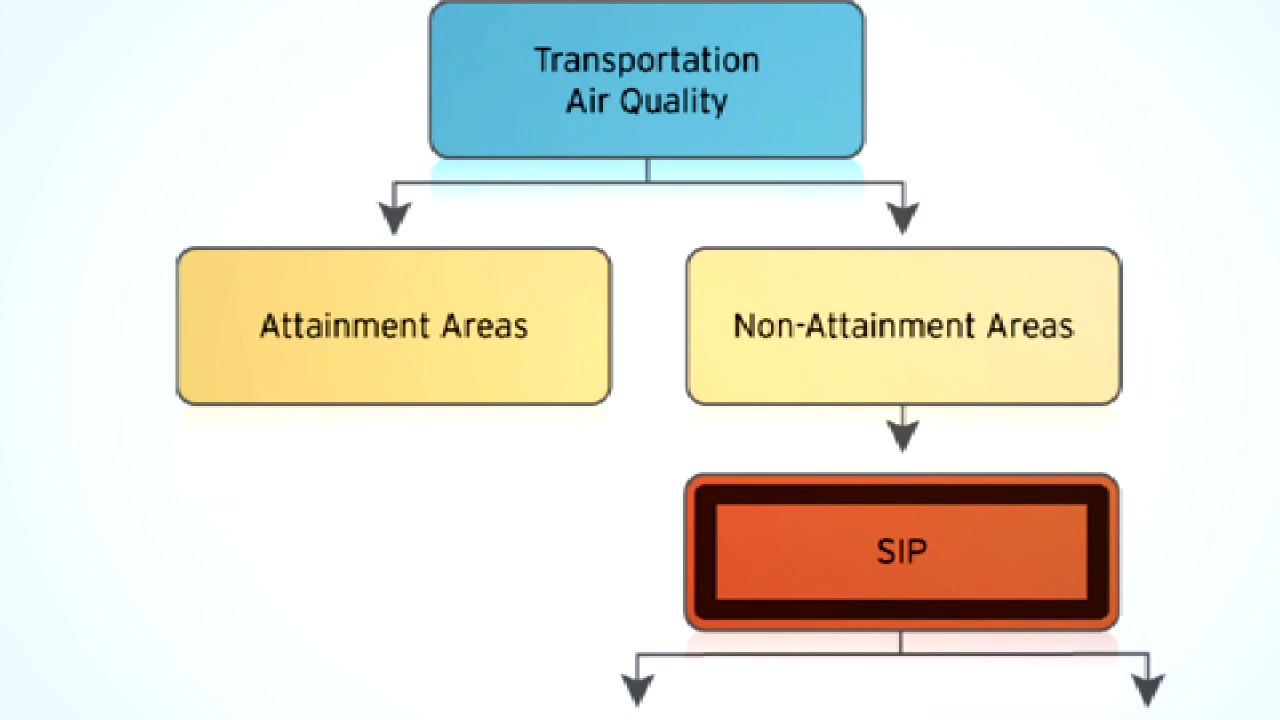 Transportation
Air Quality
Attainment Areas
Non-Attainment Areas
SIP